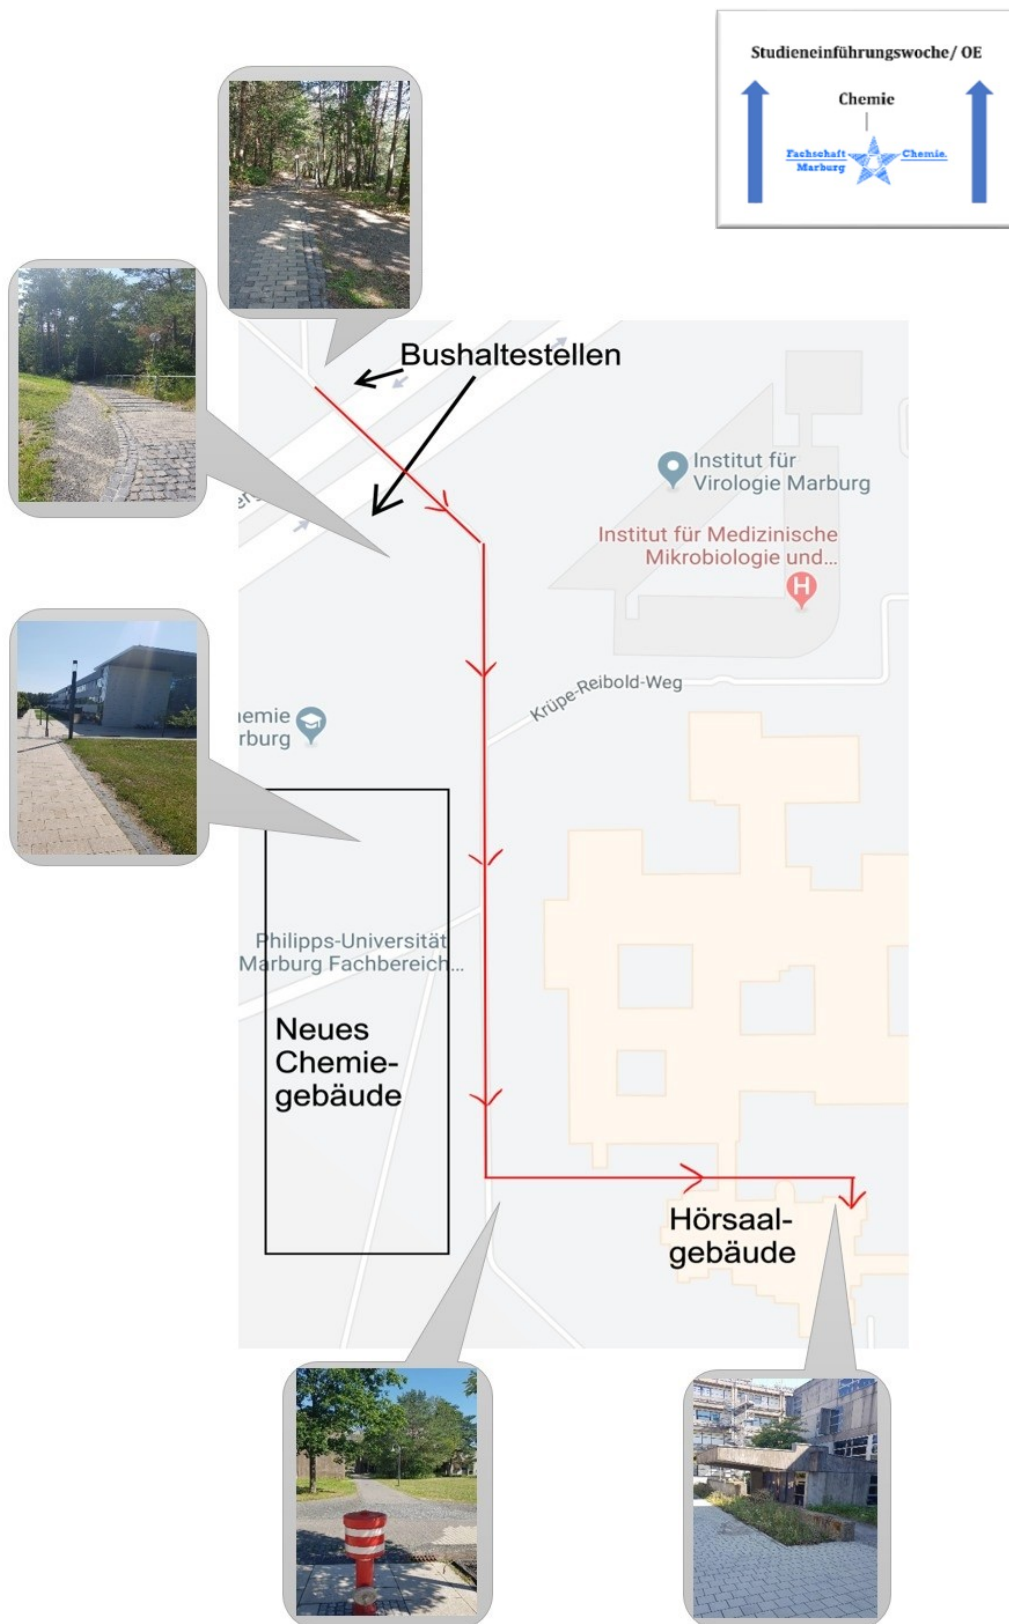 Studieneinführungswoche/ OE
Chemie
Fachschaft Chemie.
Marburg
Bushaltestellen
Institut für
Virologie Marburg
Institut für Medizinische
Mikrobiologie und...
H
Krüpe-Reibold-Weg
hemie
rburg
Philipps-Universität
Marburg Fachbereich...
Neues
Chemie-
gebäude
Hörsaal-
gebäude